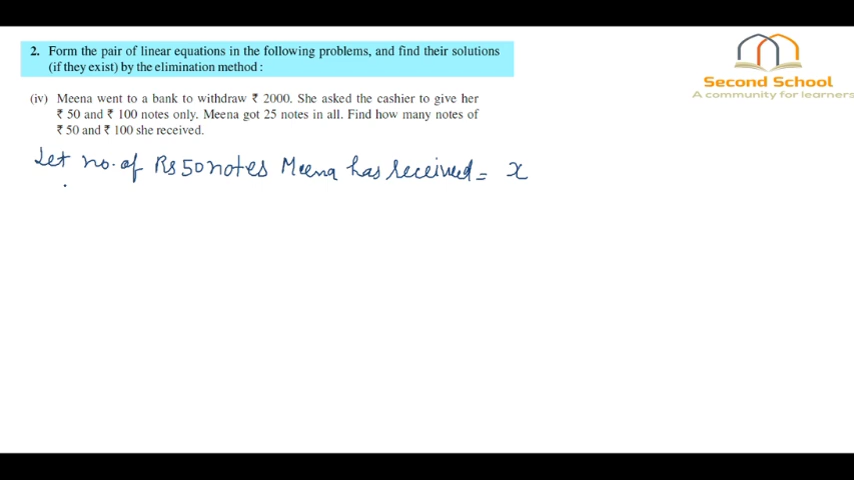 2. Form the pair of linear equations in the following problems, and find their solutions
(if they exist) by the elimination method :
Second School
A community for learners
(iv) Meena went to a bank to withdraw ₹ 2000. She asked the cashier to give her
₹ 50 and ₹ 100 notes only. Meena got 25 notes in all. Find how many notes of
₹ 50 and ₹ 100 she received.
Let no. of Rs 50 notes Meena has received = x